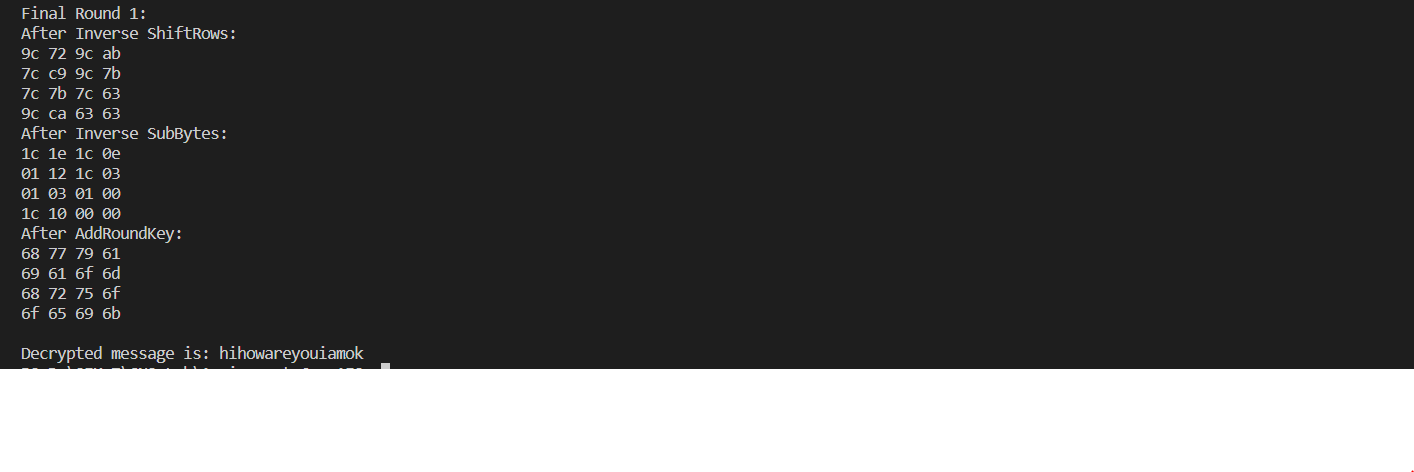 Final Round 1:
After Inverse ShiftRows:
9c 72 9c ab
7c c9 9c 7b
7c 7b 7c 63
9c ca 63 63
After Inverse SubBytes:
1c 1e 1c 0e
01 12 1c 03
01 03 01 00
1c 10 00 00
After AddRoundKey:
68 77 79 61
69 61 6f 6d
68 72 75 6f
6f 65 69 6b
Decrypted message is: hihowareyouiamok